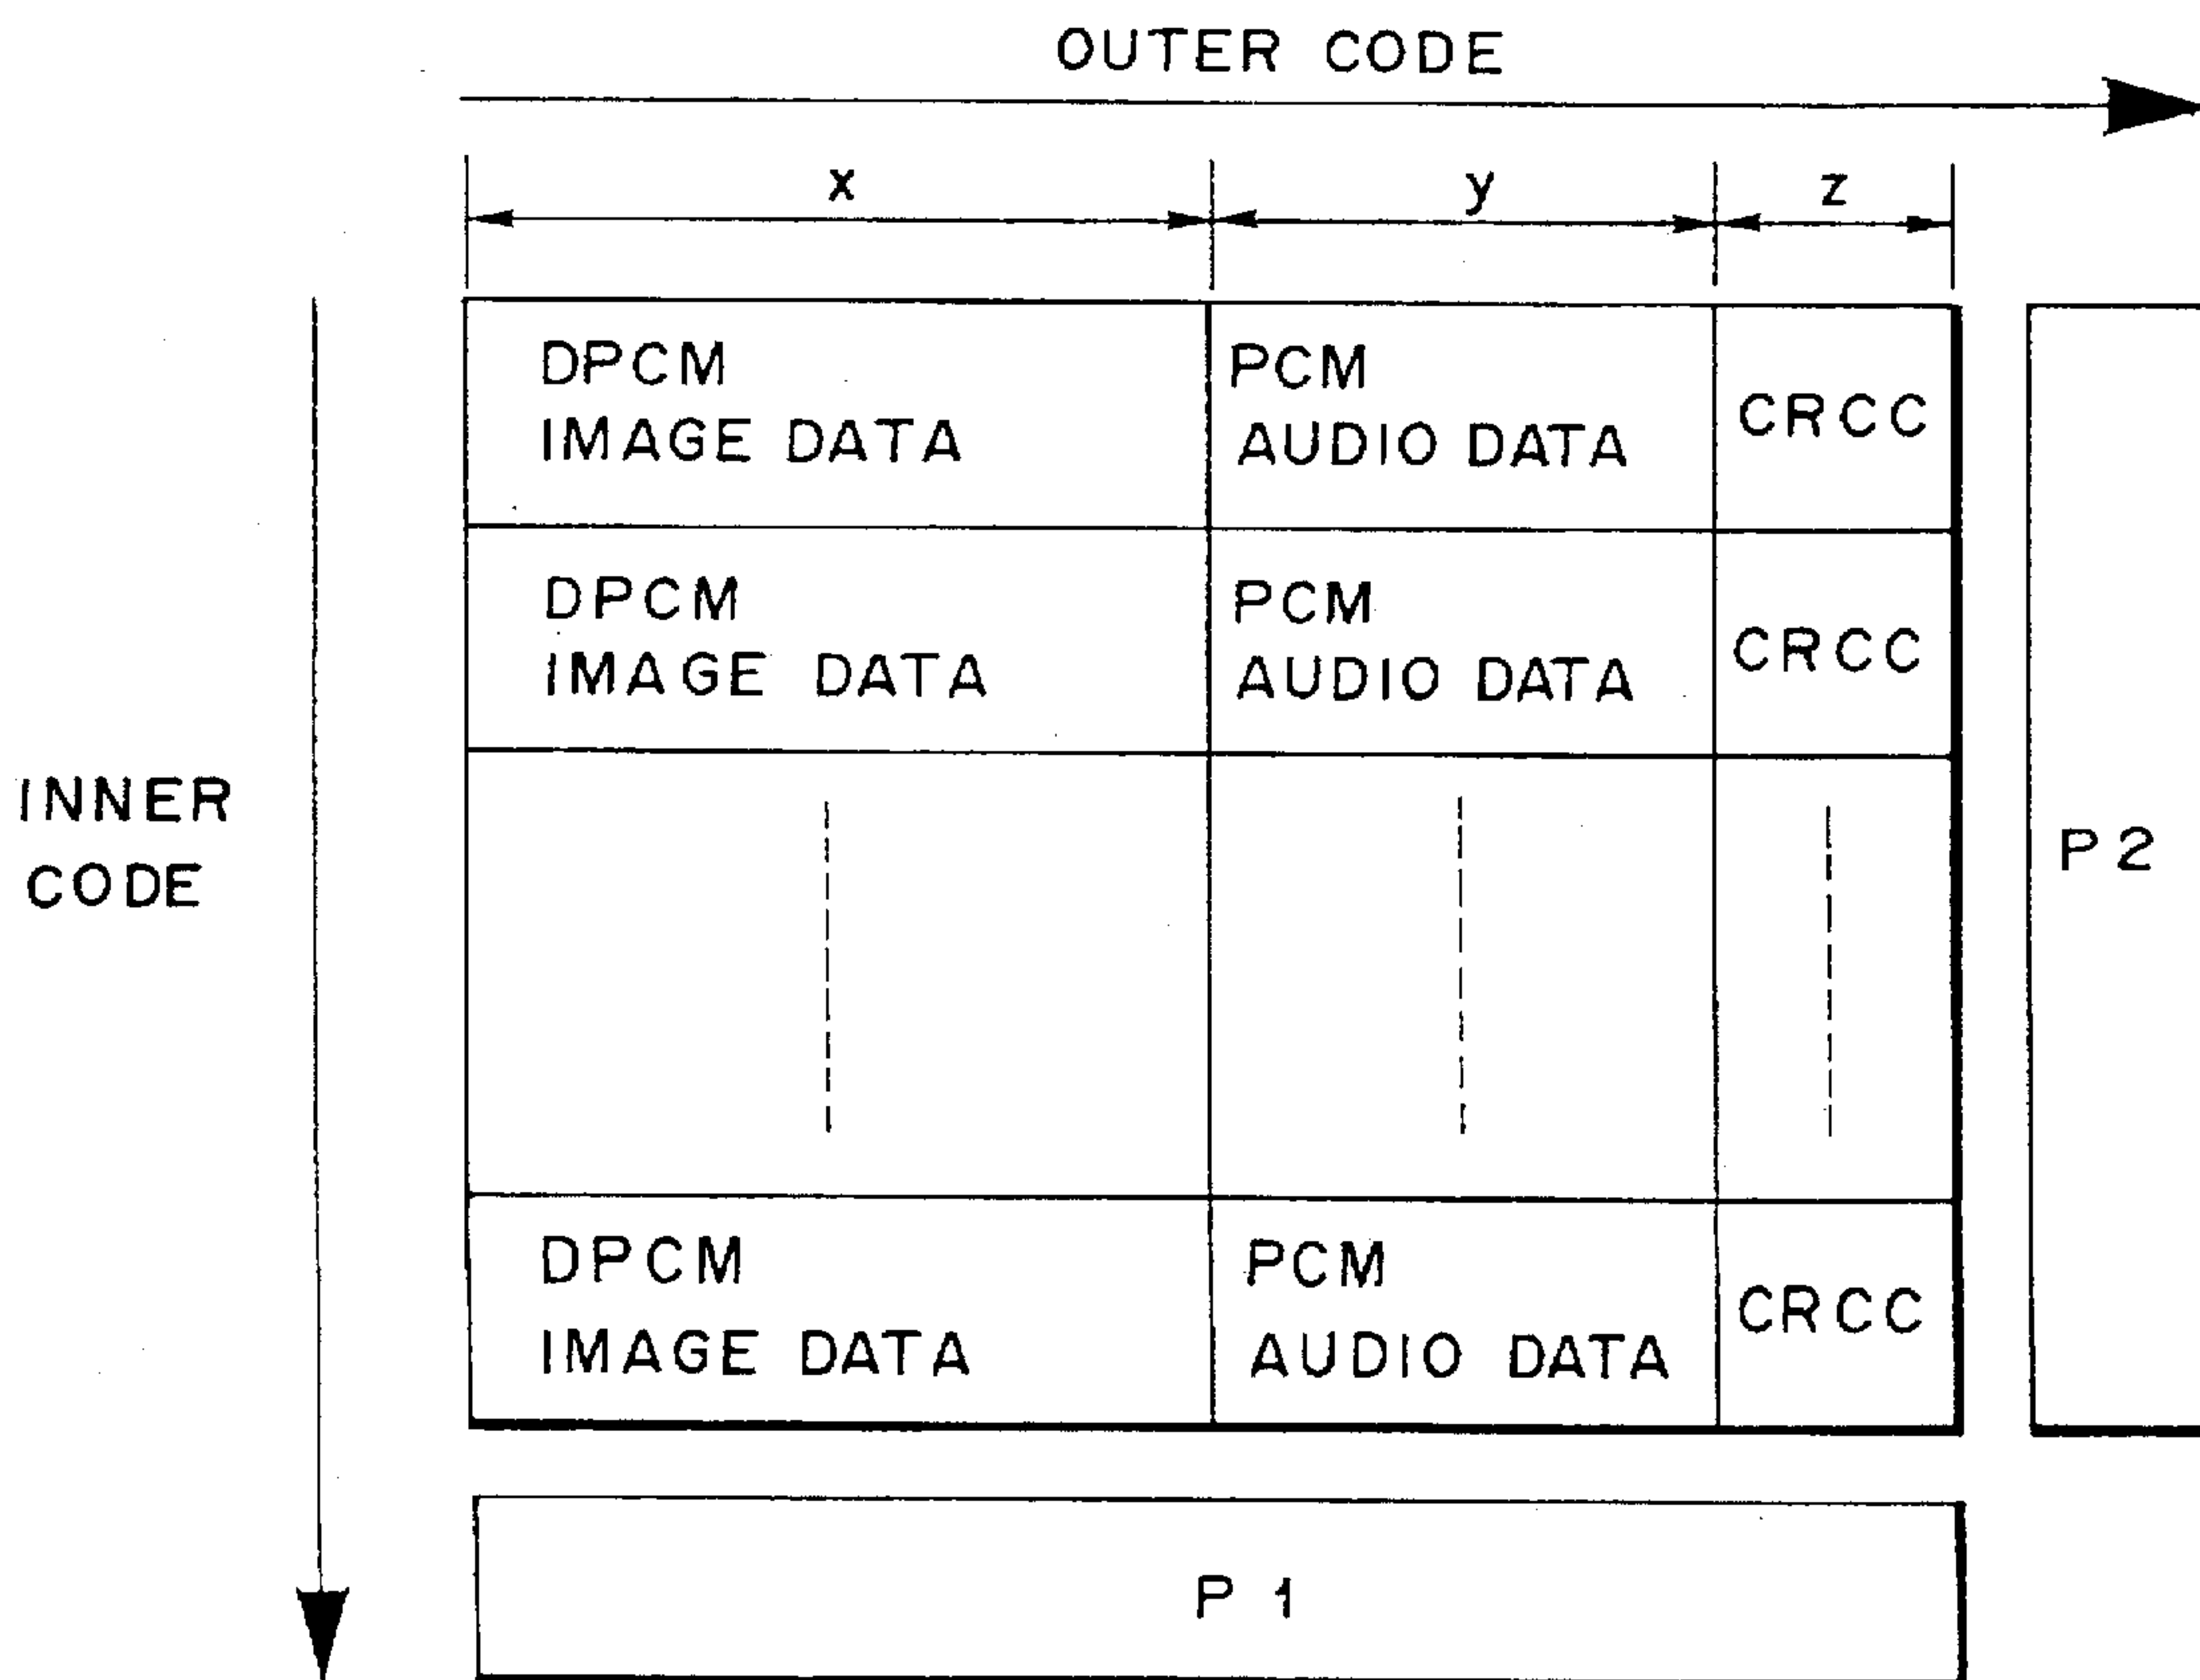 OUTER CODE
x
y
z
DPCM
IMAGE DATA
PCM
AUDIO DATA
CRCC
DPCM
IMAGE DATA
PCM
AUDIO DATA
CRCC
INNER
CODE
P2
DPCM
IMAGE DATA
PCM
AUDIO DATA
CRCC
P1